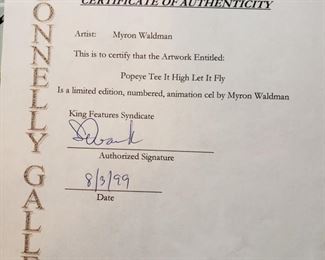 CERTIFICATE OF AUTHENTICITY
ONNELLY GALLE
Artist: Myron Waldman
This is to certify that the Artwork Entitled:
Popeye Tee It High Let It Fly
Is a limited edition, numbered, animation cel by Myron Waldman
King Features Syndicate
Authorized Signature
8/3/99
Date